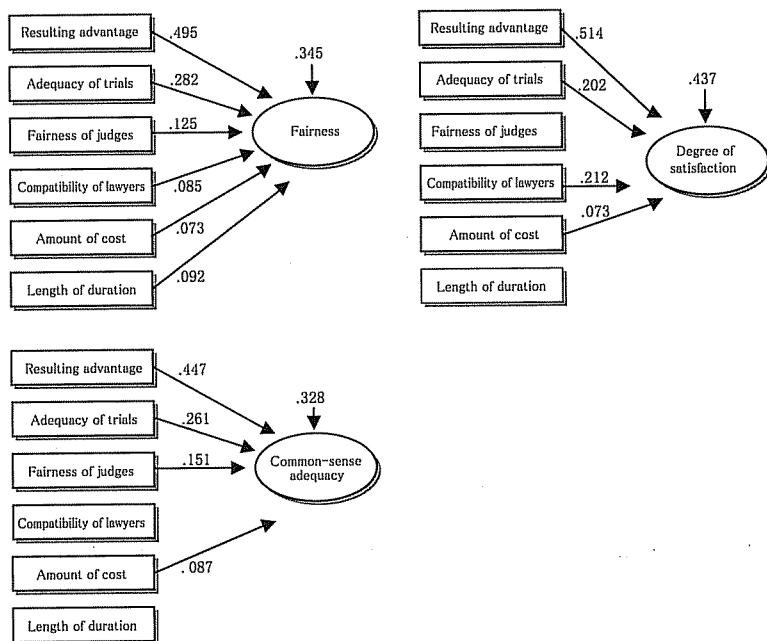 Resulting advantage
.495
.345
Adequacy of trials
.282
Fairness of judges
.125
Fairness
Compatibility of lawyers
.085
Amount of cost
.073
Length of duration
.092
Resulting advantage
.514
Adequacy of trials
.202
.437
Fairness of judges
Degree of
satisfaction
Compatibility of lawyers
.212
Amount of cost
.073
Length of duration
Resulting advantage
.447
Adequacy of trials
.261
.328
Fairness of judges
.151
Common-sense
adequacy
Compatibility of lawyers
Amount of cost
.087
Length of duration